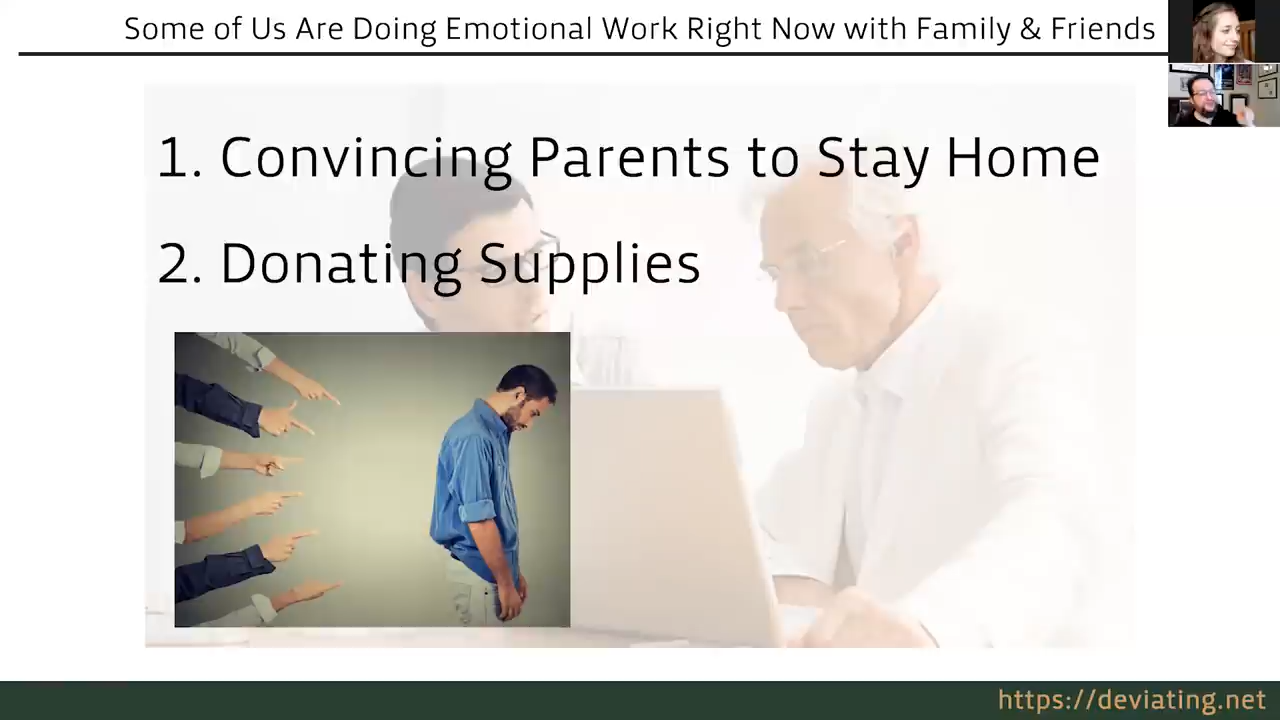 Some of Us Are Doing Emotional Work Right Now with Family & Friends
1. Convincing Parents to Stay Home
2. Donating Supplies
https://deviating.net